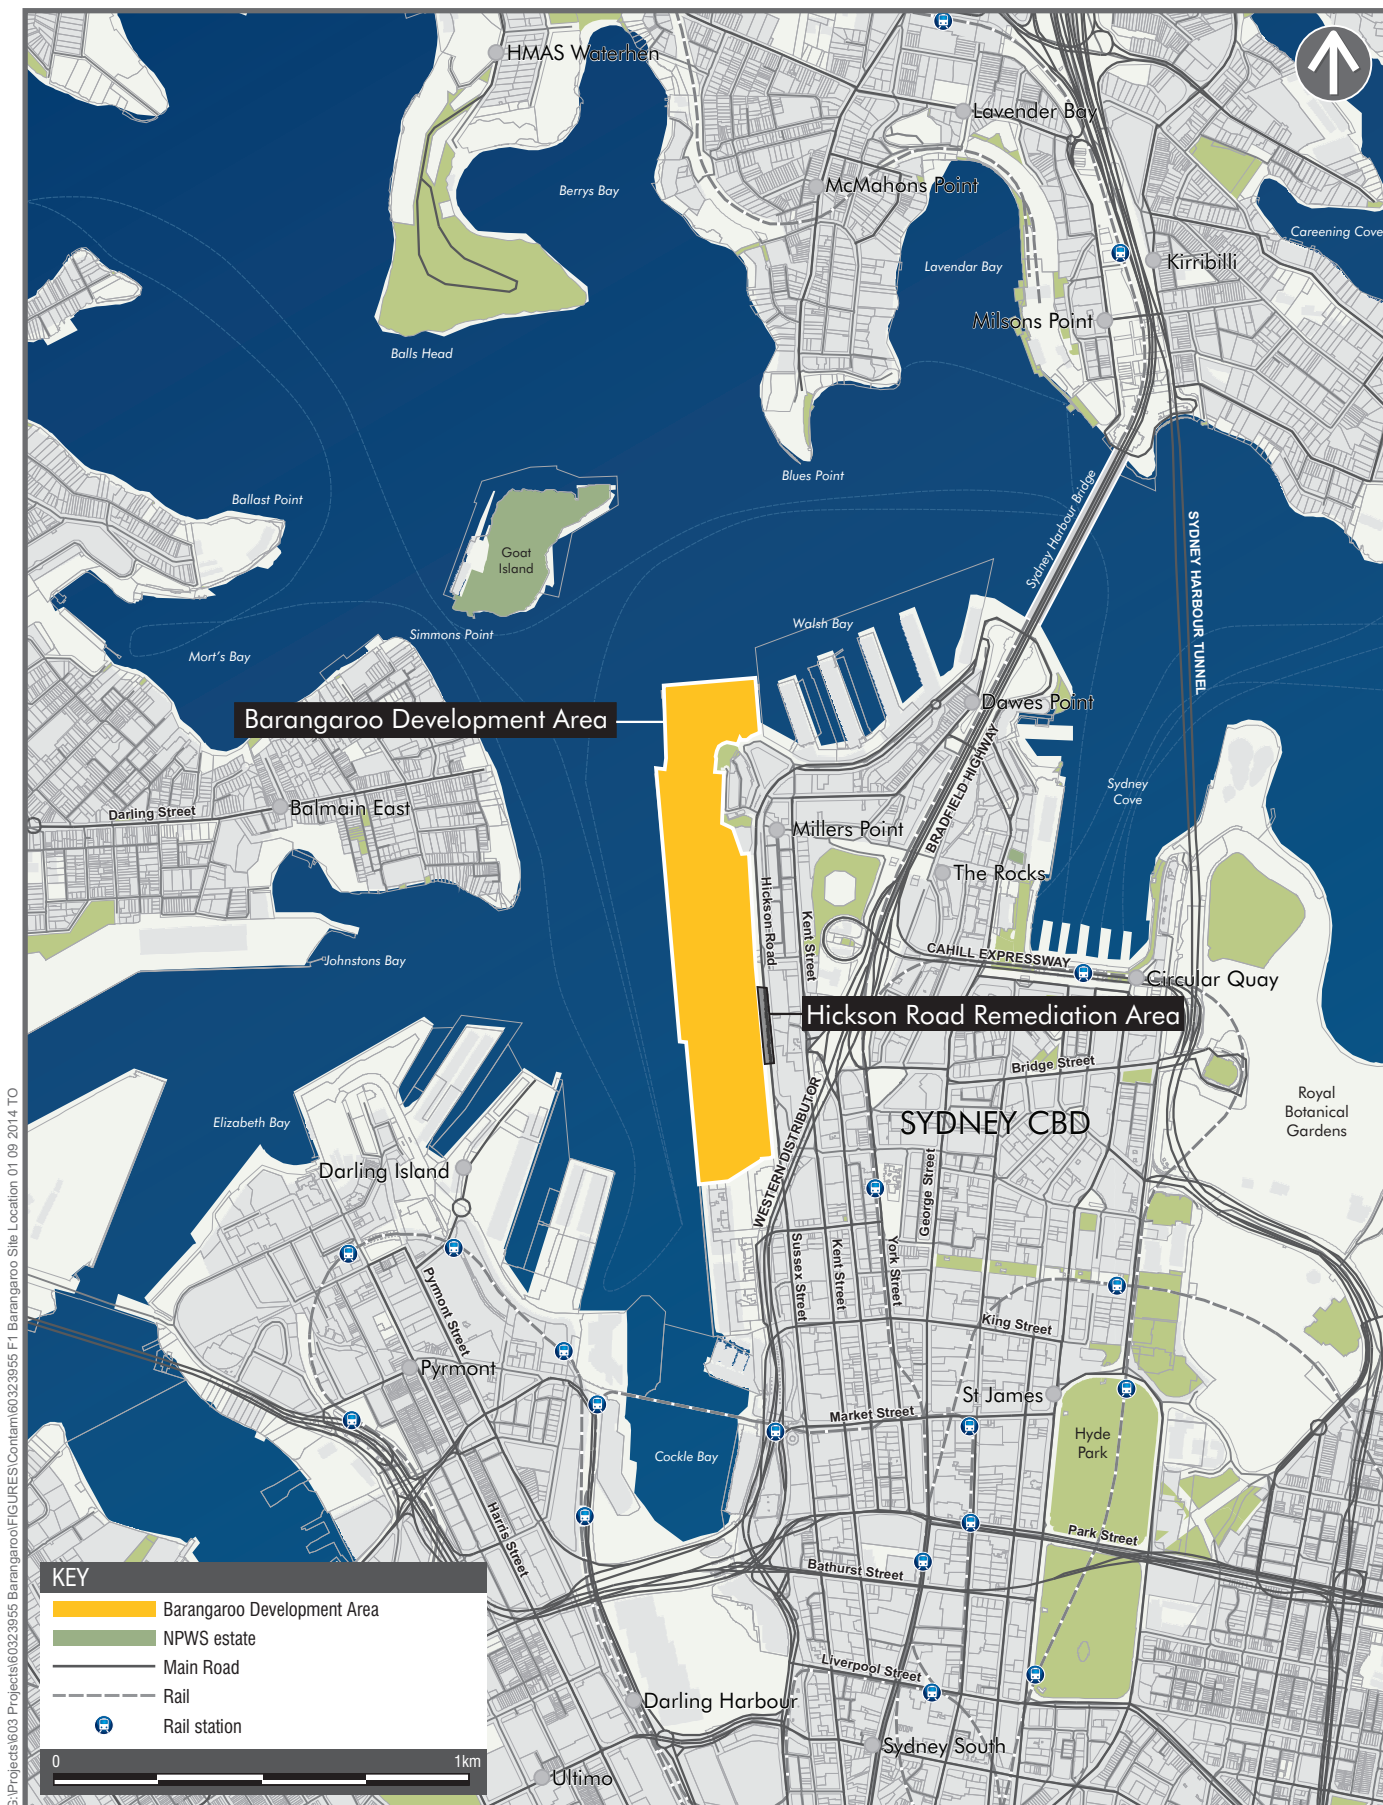 HMAS Waterhen
Lavender Bay
Berrys Bay
McMahons Point
Careening Cove
Lavendar Bay
Kirribilli
Milsons Point
Balls Head
Blues Point
Sydney Harbour Bridge
Ballast Point
SYDNEY HARBOUR TUNNEL
Goat
Island
Walsh Bay
Simmons Point
Mort's Bay
Dawes Point
Barangaroo Development Area
BRADFIELD HIGHWAY
Sydney
Cove
Darling Street
Balmain East
Millers Point
The Rocks
Hickson Road
Kent Street
CAHILL EXPRESSWAY
Johnstons Bay
Circular Quay
Hickson Road Remediation Area
Bridge Street
Royal
Botanical
Gardens
Elizabeth Bay
SYDNEY CBD
WESTERN DISTRIBUTOR
Darling Island
George Street
Sussex Street
Kent Street
York Street
Pyrmont Street
King Street
Pyrmont
St James
Market Street
Hyde
Park
Cockle Bay
Harris Street
Park Street
Bathurst Street
Liverpool Street
Darling Harbour
Sydney South
Ultimo
KEY
Barangaroo Development Area
NPWS estate
Main Road
Rail
Rail station
0 1km
G:\Projects\603 Projects\60323955 Barangaroo\FIGURES\Contam\60323955 F1 Barangaroo Site Location 01 09 2014 TO